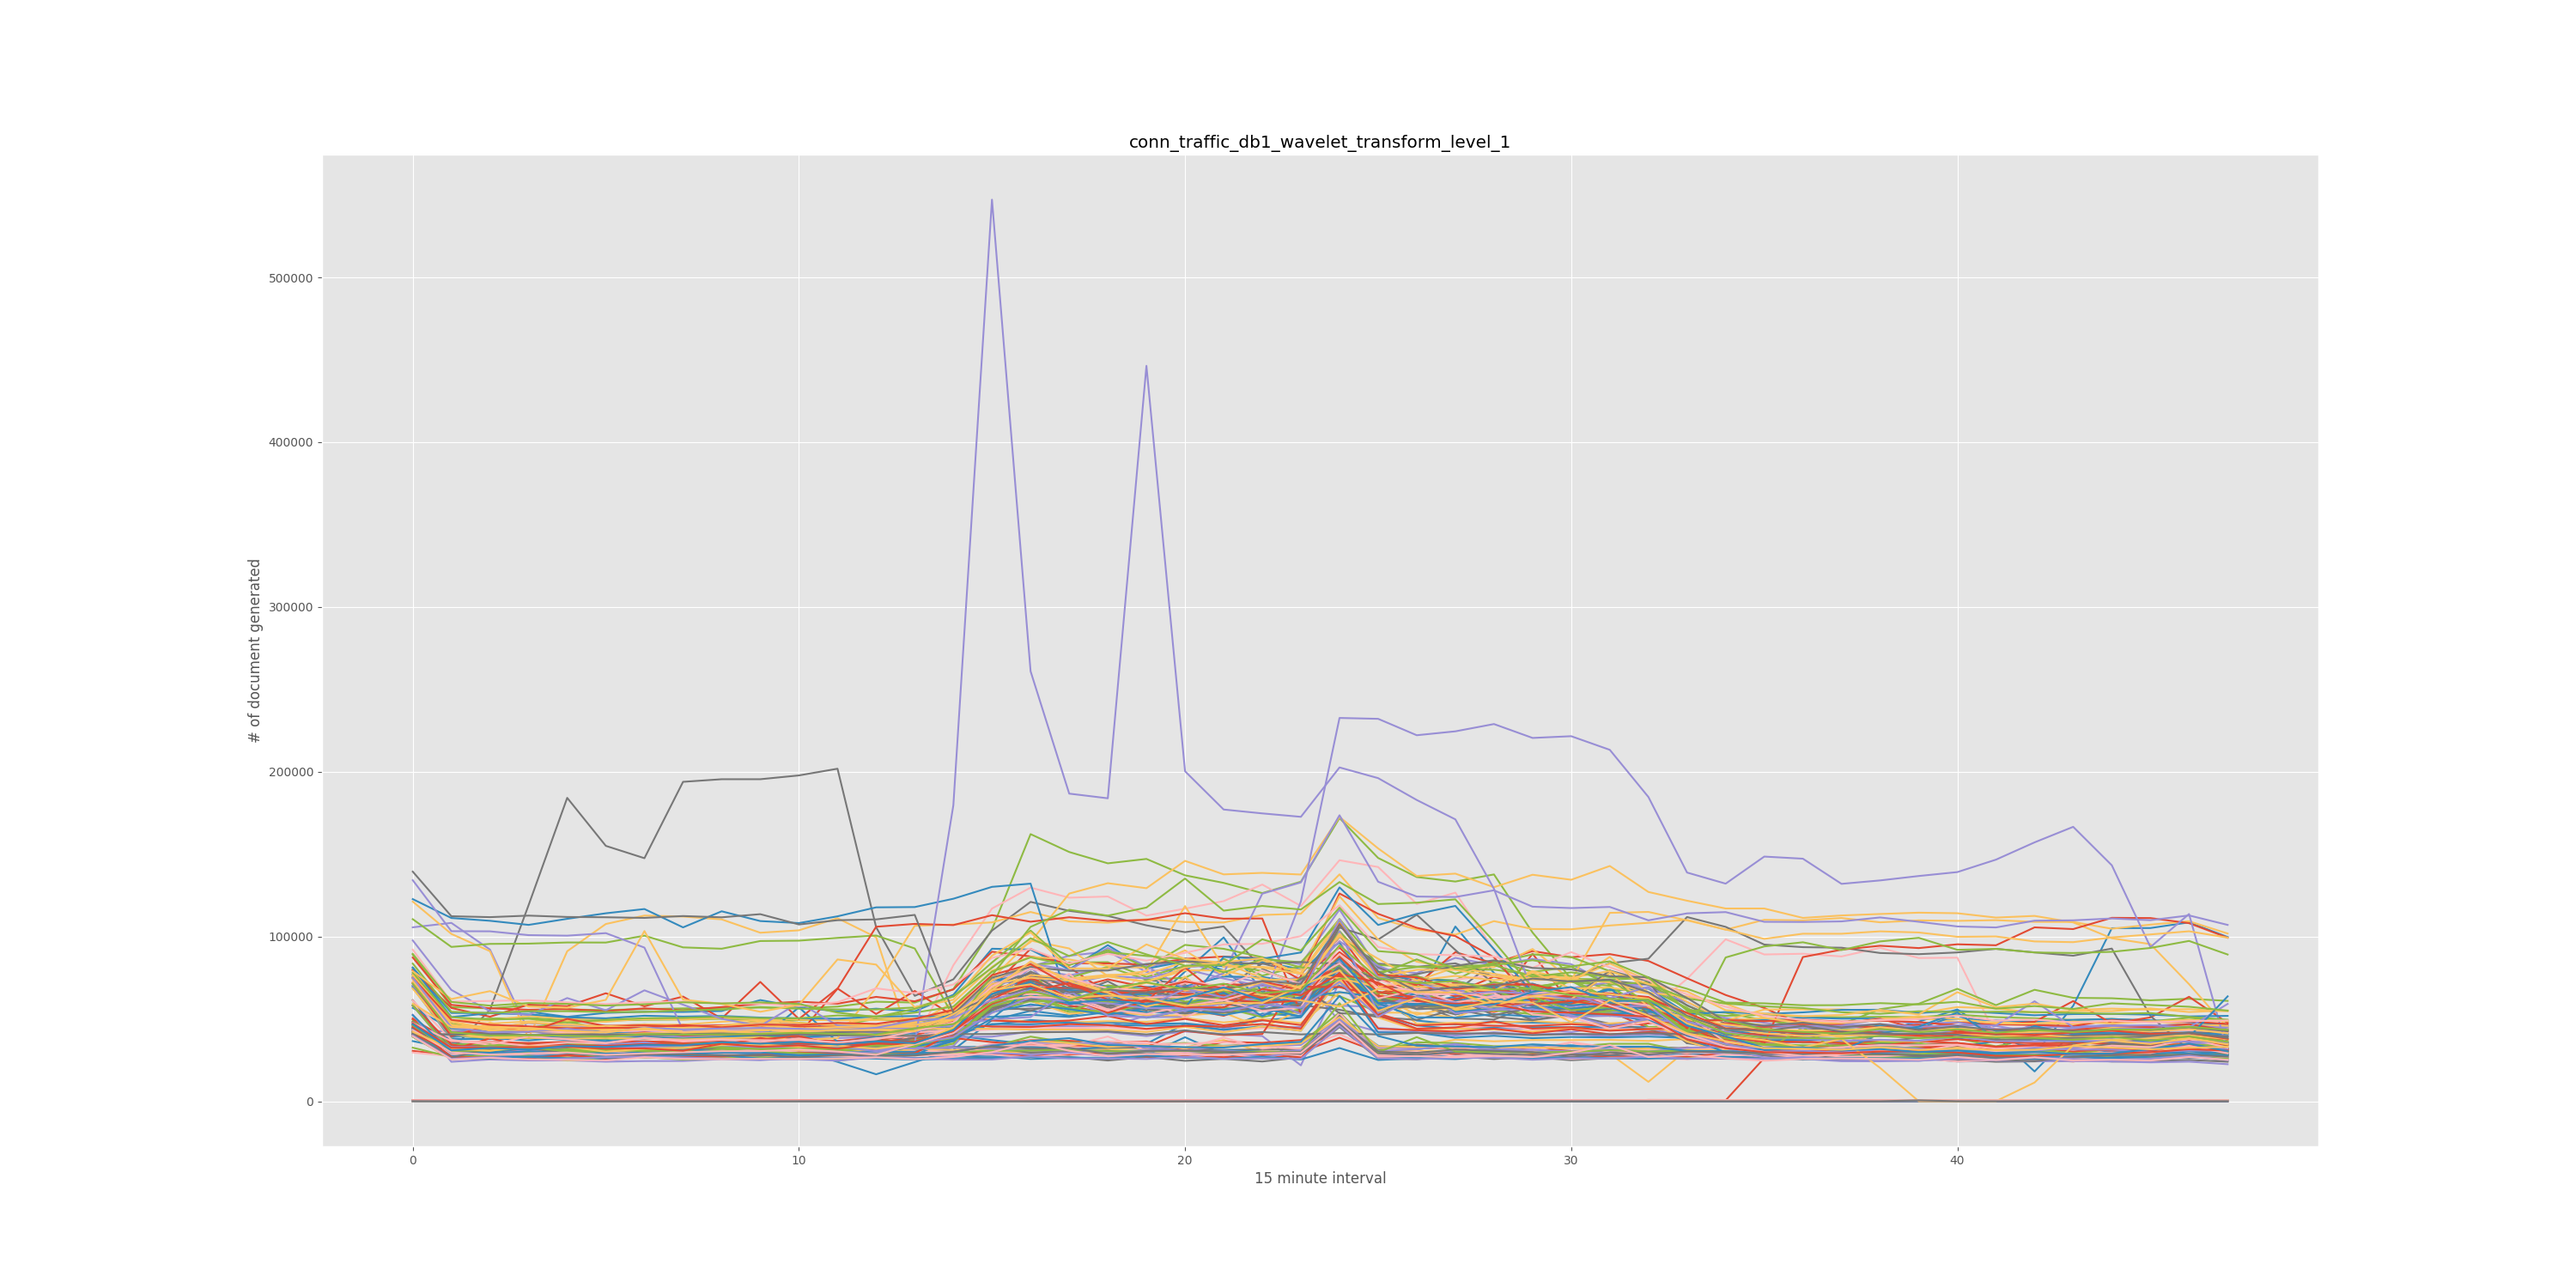 conn_traffic_db1_wavelet_transform_level_1
# of document generated
500000
400000
300000
200000
100000
0
0 10 20 30 40
15 minute interval